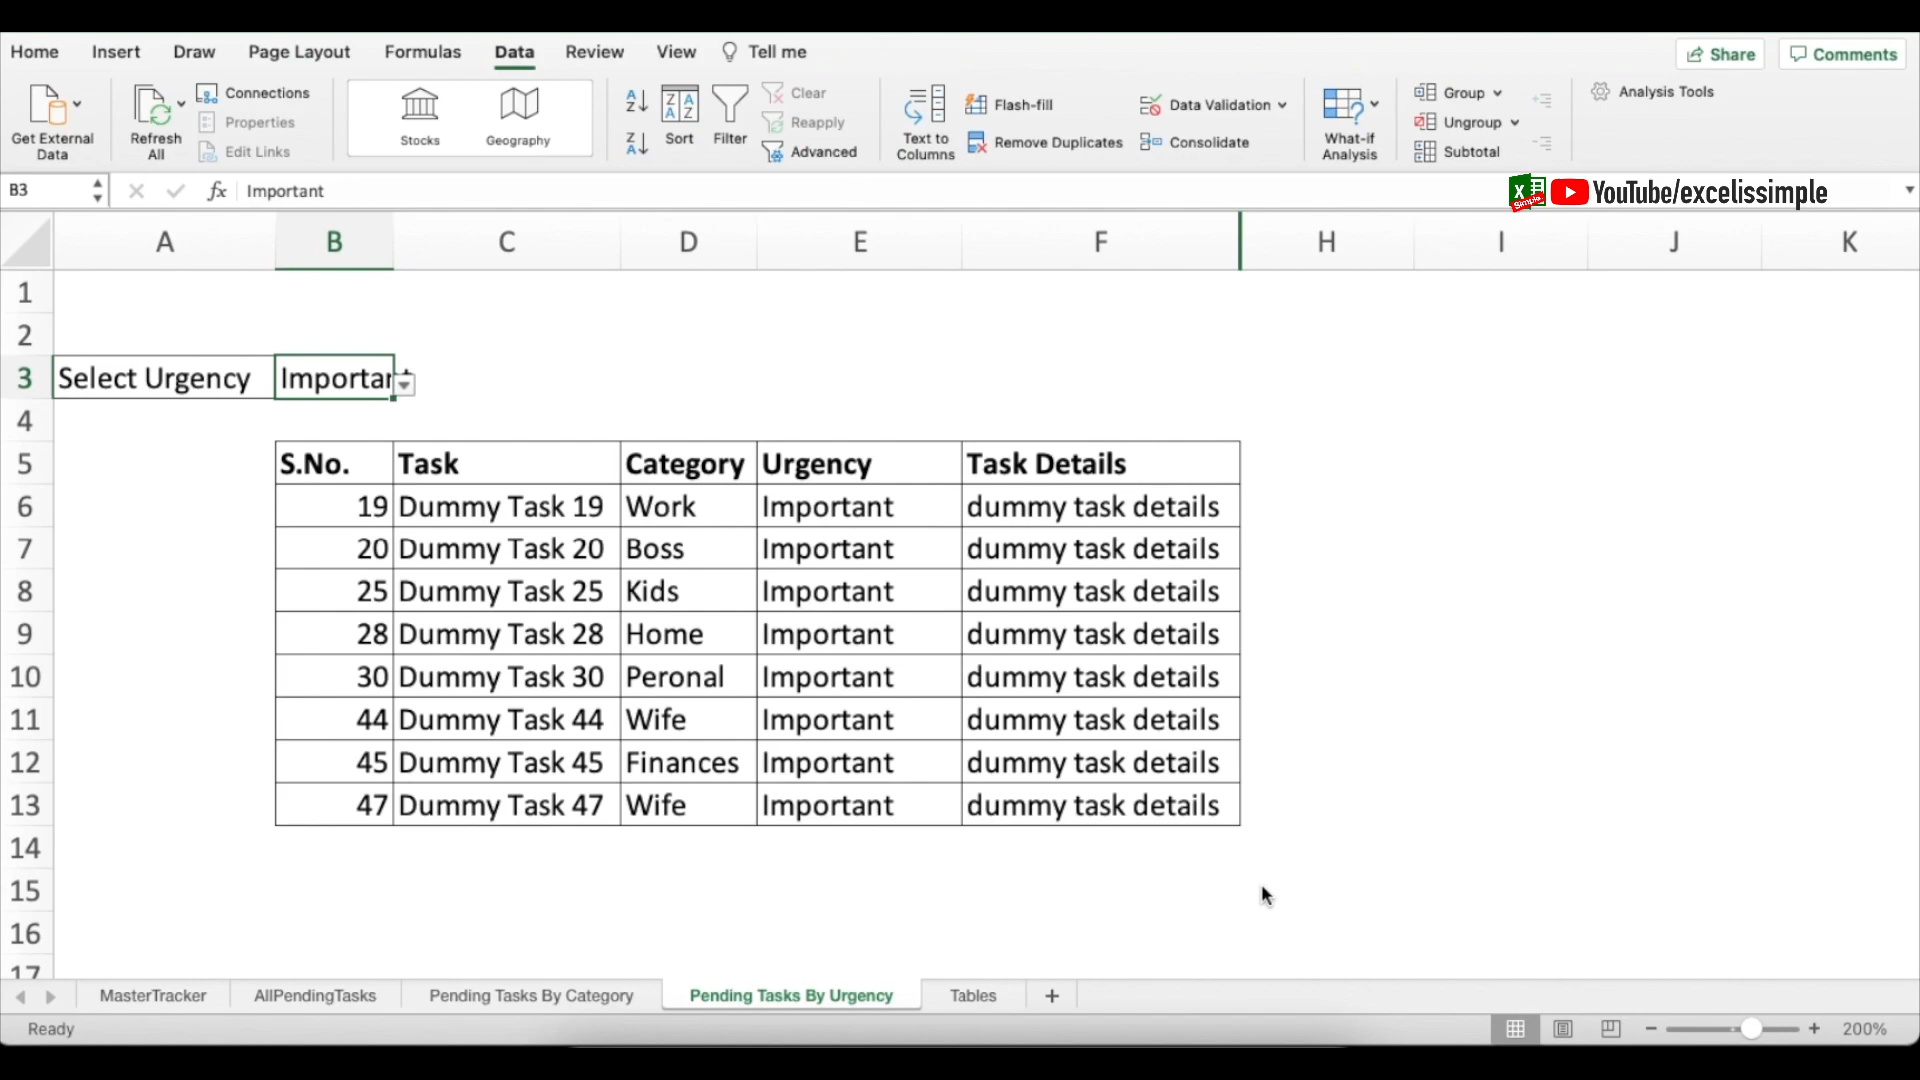 Home Insert Draw Page Layout Formulas Data Review View Tell me Share Comments
Get External Data
Refresh All
Connections
Properties
Edit Links
Stocks Geography
Sort Filter
Clear
Reapply
Advanced
Text to Columns
Flash-fill
Remove Duplicates
Data Validation
Consolidate
What-if Analysis
Group
Ungroup
Subtotal
Analysis Tools
B3 fx Important
X Simple YouTube/excelissimple
A B C D E F H I J K
1
2
3 Select Urgency Important
4
5 S.No. Task Category Urgency Task Details
6 19 Dummy Task 19 Work Important dummy task details
7 20 Dummy Task 20 Boss Important dummy task details
8 25 Dummy Task 25 Kids Important dummy task details
9 28 Dummy Task 28 Home Important dummy task details
10 30 Dummy Task 30 Peronal Important dummy task details
11 44 Dummy Task 44 Wife Important dummy task details
12 45 Dummy Task 45 Finances Important dummy task details
13 47 Dummy Task 47 Wife Important dummy task details
14
15
16
17
MasterTracker AllPendingTasks Pending Tasks By Category Pending Tasks By Urgency Tables +
Ready 200%